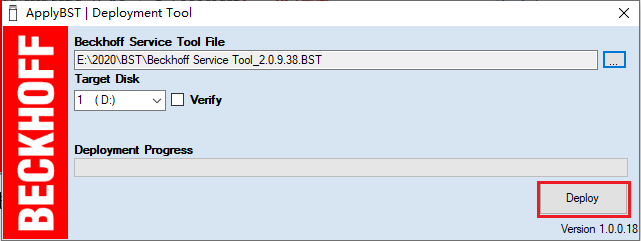 ApplyBST | Deployment Tool
BECKHOFF
Beckhoff Service Tool File
E:\2020\BST\Beckhoff Service Tool_2.0.9.38.BST
...
Target Disk
1 ( D:)
Verify
Deployment Progress
Deploy
Version 1.0.0.18